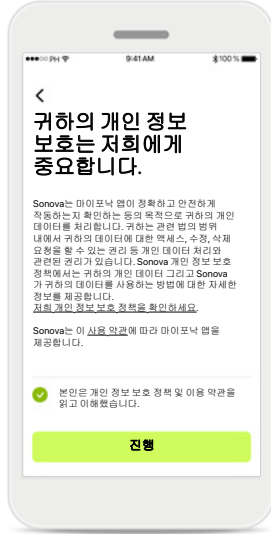 PH 9:41 AM 100 %
귀하의 개인 정보
보호는 저희에게
중요합니다.
Sonova는 마이포낙 앱이 정확하고 안전하게
작동하는지 확인하는 등의 목적으로 귀하의 개인
데이터를 처리합니다. 귀하는 관련 법의 범위
내에서 귀하의 데이터에 대한 액세스, 수정, 삭제
요청을 할 수 있는 권리 등 개인 데이터 처리와
관련된 권리가 있습니다. Sonova 개인 정보 보호
정책에서는 귀하의 개인 데이터 그리고 Sonova
가 귀하의 데이터를 사용하는 방법에 대한 자세한
정보를 제공합니다.
저희 개인 정보 보호 정책을 확인하세요.
Sonova는 이 사용 약관에 따라 마이포낙 앱을
제공합니다.
본인은 개인 정보 보호 정책 및 이용 약관을
읽고 이해했습니다.
진행